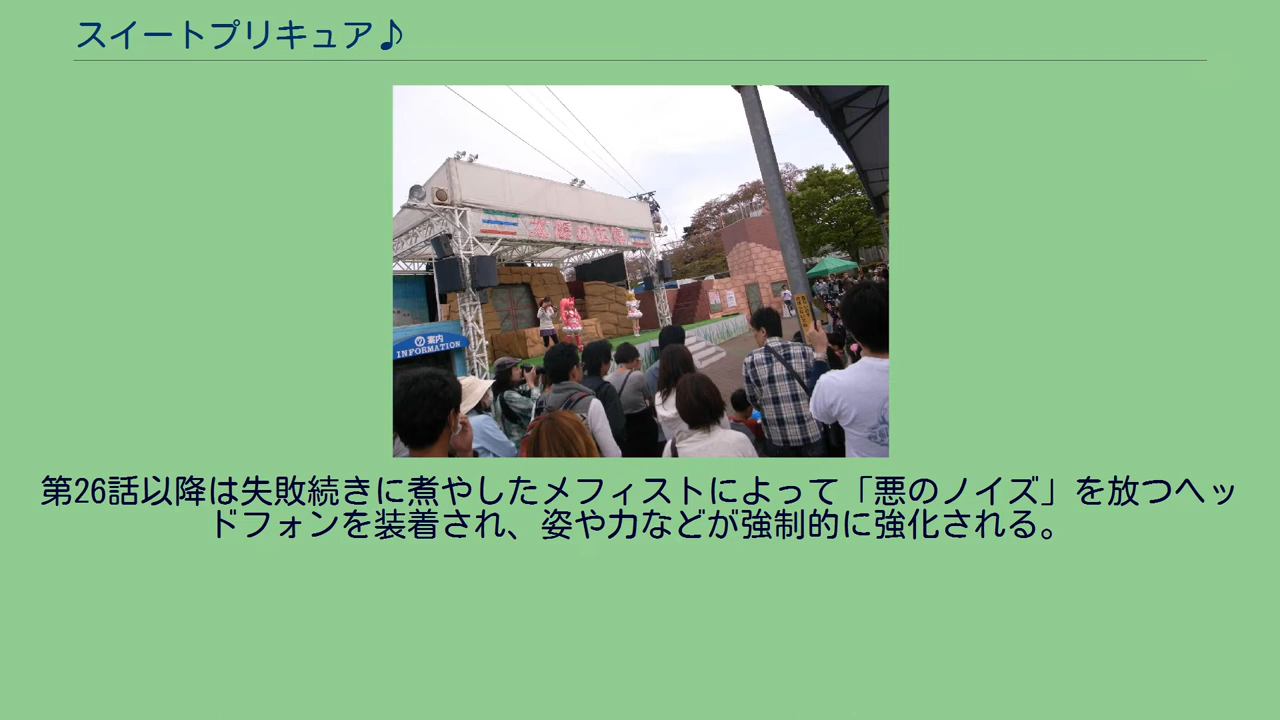 スイートプリキュア♪
案内
INFORMATION
第26話以降は失敗続きに煮やしたメフィストによって「悪のノイズ」を放つヘッ
ドフォンを装着され、姿や力などが強制的に強化される。